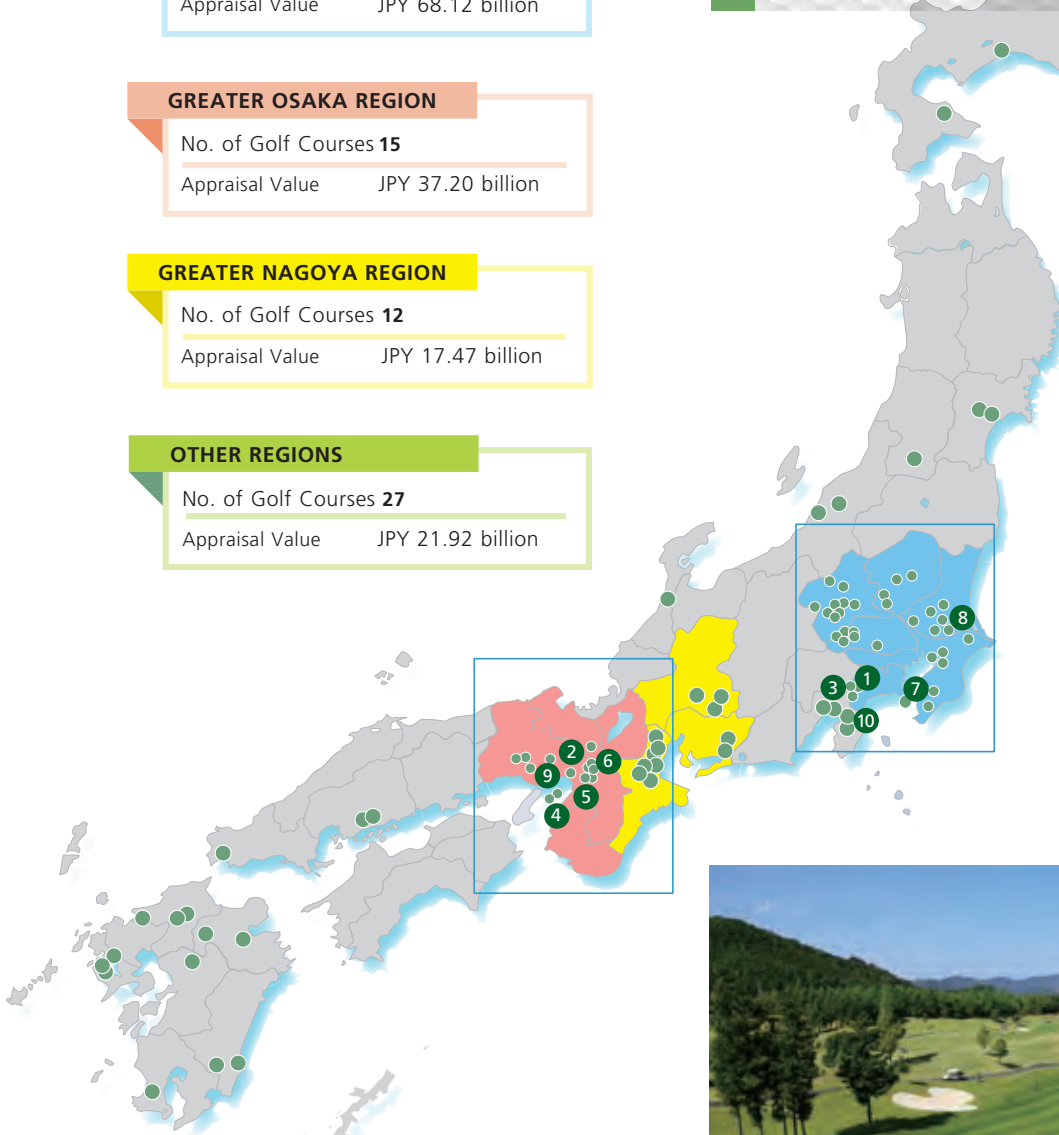 Appraisal Value JPY 68.12 billion
GREATER OSAKA REGION
No. of Golf Courses 15
Appraisal Value JPY 37.20 billion
GREATER NAGOYA REGION
No. of Golf Courses 12
Appraisal Value JPY 17.47 billion
OTHER REGIONS
No. of Golf Courses 27
Appraisal Value JPY 21.92 billion
8
1
3
7
10
2
6
9
5
4